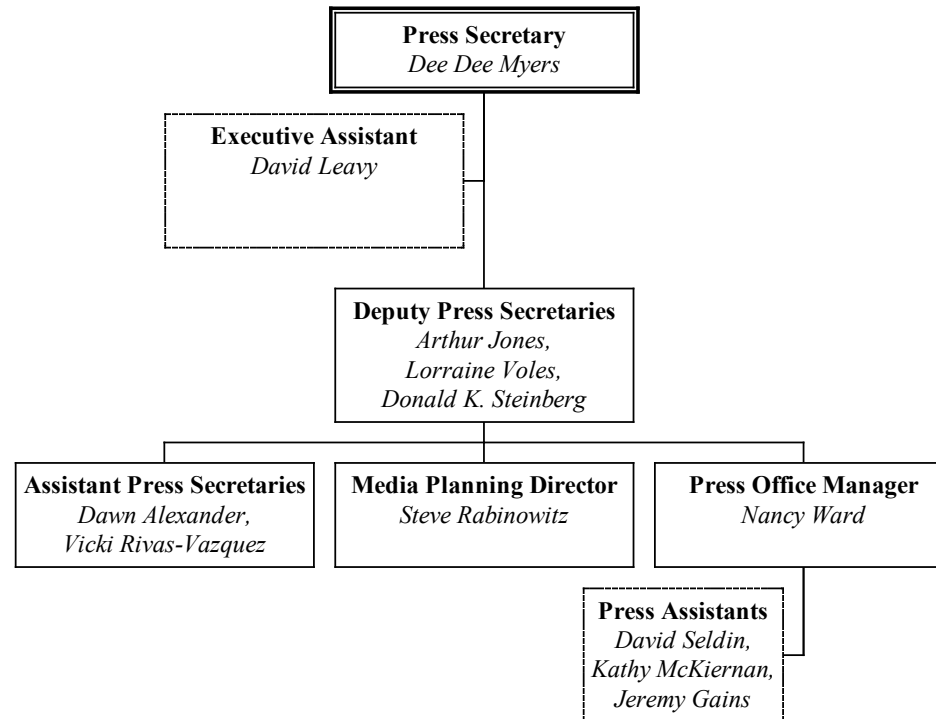 Press Secretary
Dee Dee Myers
Executive Assistant
David Leavy
Deputy Press Secretaries
Arthur Jones,
Lorraine Voles,
Donald K. Steinberg
Assistant Press Secretaries
Dawn Alexander,
Vicki Rivas-Vazquez
Media Planning Director
Steve Rabinowitz
Press Office Manager
Nancy Ward
Press Assistants
David Seldin,
Kathy McKiernan,
Jeremy Gains